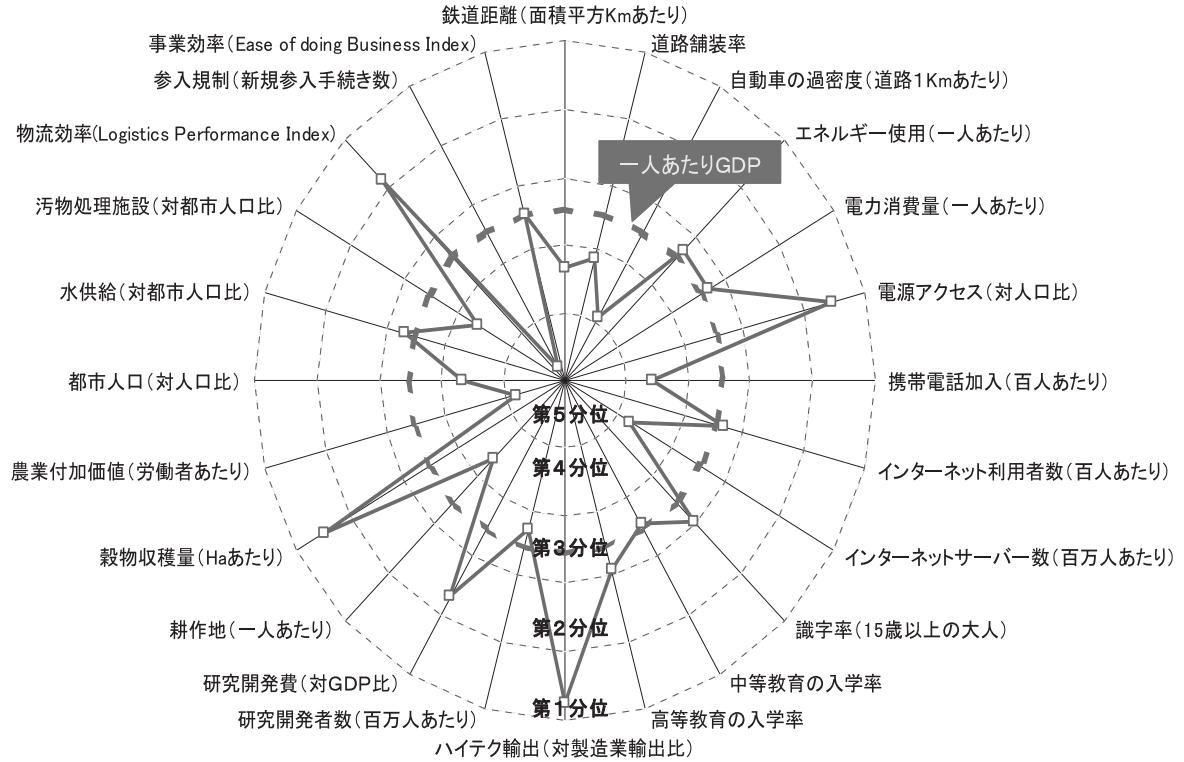 鉄道距離（面積平方Kmあたり）
道路舗装率
自動車の過密度（道路1Kmあたり）
エネルギー使用（一人あたり）
電力消費量（一人あたり）
電源アクセス（対人口比）
携帯電話加入（百人あたり）
インターネット利用者数（百人あたり）
インターネットサーバー数（百万人あたり）
識字率（15歳以上の大人）
中等教育の入学率
高等教育の入学率
ハイテク輸出（対製造業輸出比）
研究開発者数（百万人あたり）
研究開発費（対GDP比）
耕作地（一人あたり）
穀物収穫量（Haあたり）
農業付加価値（労働者あたり）
都市人口（対人口比）
水供給（対都市人口比）
汚物処理施設（対都市人口比）
物流効率(Logistics Performance Index)
参入規制（新規参入手続き数）
事業効率（Ease of doing Business Index）
一人あたりGDP
第5分位
第4分位
第3分位
第2分位
第1分位